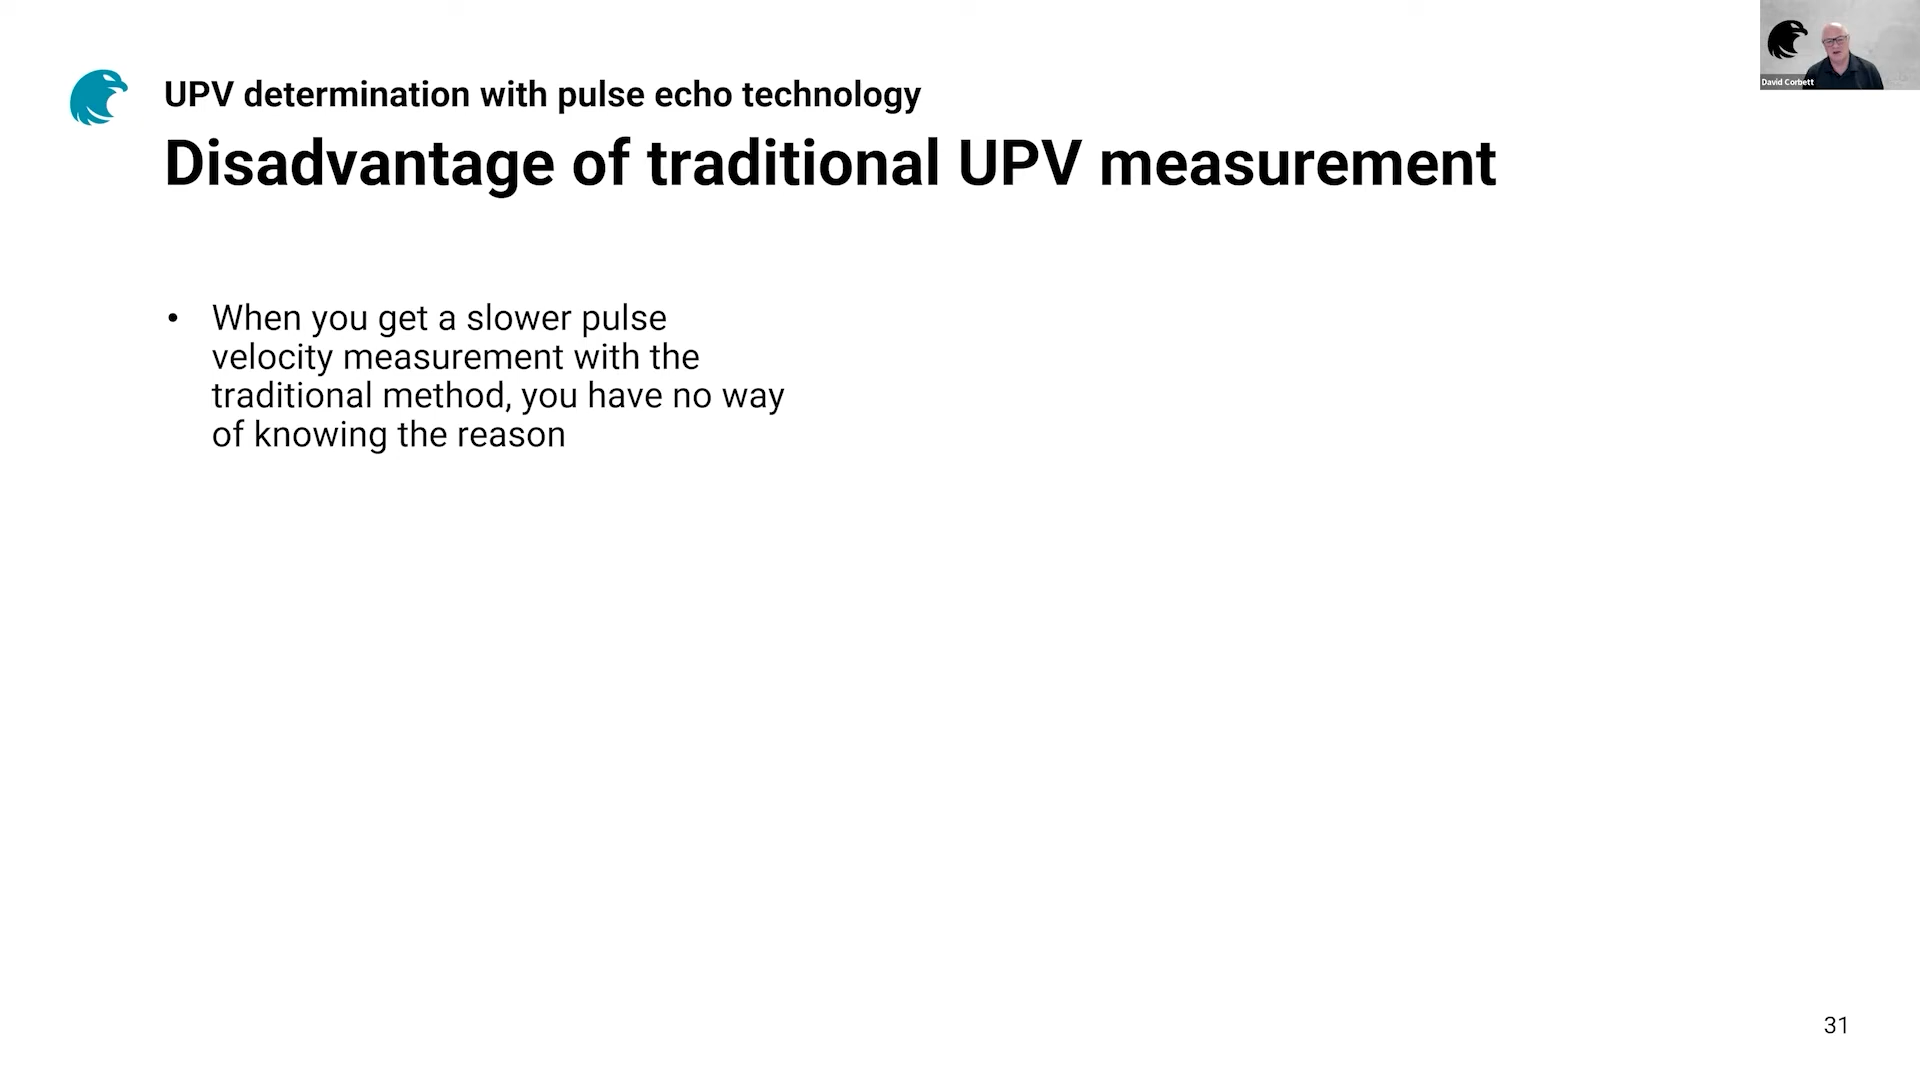 David Corbett
UPV determination with pulse echo technology
Disadvantage of traditional UPV measurement
• When you get a slower pulse
velocity measurement with the
traditional method, you have no way
of knowing the reason
31